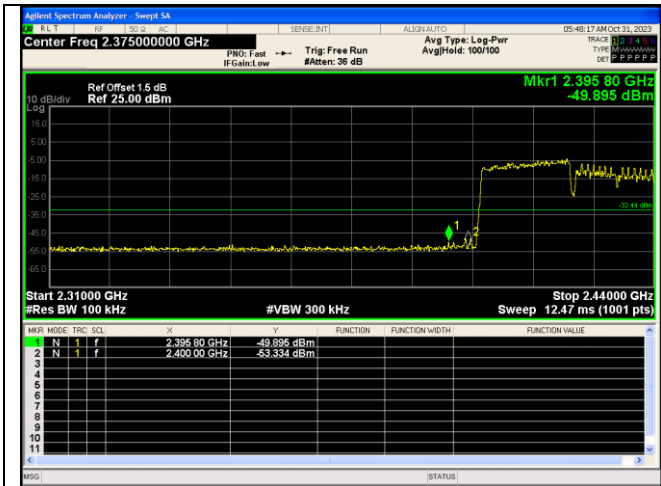 Agilent Spectrum Analyzer - Swept SA
RLT RF 50 Ω AC SENSE:INT ALIGN AUTO 05:48:17 AM Oct 31, 2023
Center Freq 2.375000000 GHz
PNO: Fast
IFGain:Low
Trig: Free Run
#Atten: 36 dB
Avg Type: Log-Pwr
Avg|Hold: 100/100
TRACE 1 2 3 4 5 6
TYPE M
DET P P P P P P
Ref Offset 1.5 dB
10 dB/div Ref 25.00 dBm
Log
Mkr1 2.395 80 GHz
-49.895 dBm
15.0
5.00
-5.00
-15.0
-25.0
-35.0
-45.0
-55.0
-65.0
-32.44 dBm
1
2
Start 2.31000 GHz Stop 2.44000 GHz
#Res BW 100 kHz #VBW 300 kHz Sweep 12.47 ms (1001 pts)
MKR MODE TRC SCL X Y FUNCTION FUNCTION WIDTH FUNCTION VALUE
1 N 1 f 2.395 80 GHz -49.895 dBm
2 N 1 f 2.400 00 GHz -53.334 dBm
3
4
5
6
7
8
9
10
11
MSG STATUS